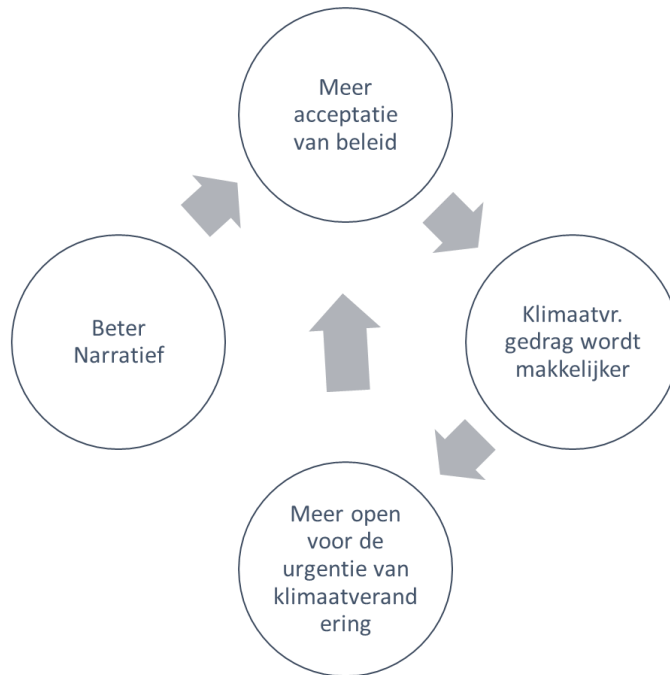 Meer
acceptatie
van beleid
Beter
Narratief
Klimaatvr.
gedrag wordt
makkelijker
Meer open
voor de
urgentie van
klimaatverand
ering